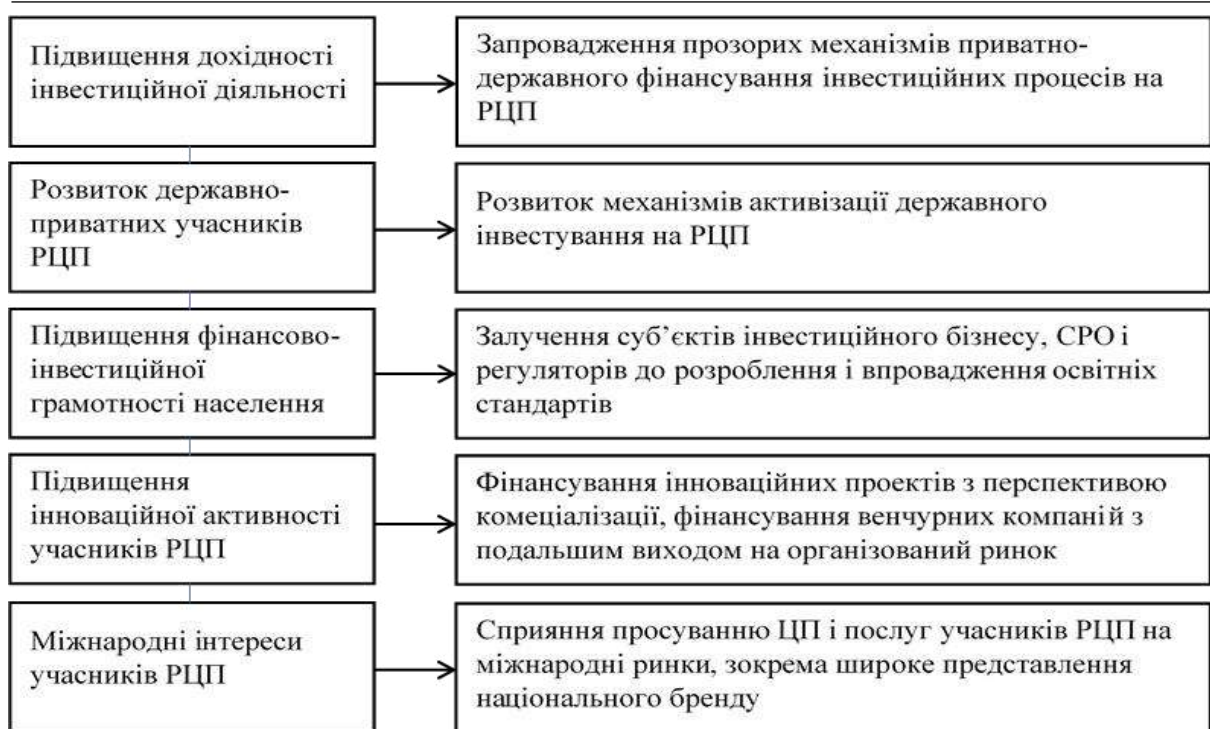 Підвищення дохідності
інвестиційної діяльності
Запровадження прозорих механізмів приватно-
державного фінансування інвестиційних процесів на
РЦП
Розвиток державно-
приватних учасників
РЦП
Розвиток механізмів активізації державного
інвестування на РЦП
Підвищення фінансово-
інвестиційної
грамотності населення
Залучення суб’єктів інвестиційного бізнесу, СРО і
регуляторів до розроблення і впровадження освітніх
стандартів
Підвищення
інноваційної активності
учасників РЦП
Фінансування інноваційних проектів з перспективою
комеціалізації, фінансування венчурних компаній з
подальшим виходом на організований ринок
Міжнародні інтереси
учасників РЦП
Сприяння просуванню ЦП і послуг учасників РЦП на
міжнародні ринки, зокрема широке представлення
національного бренду